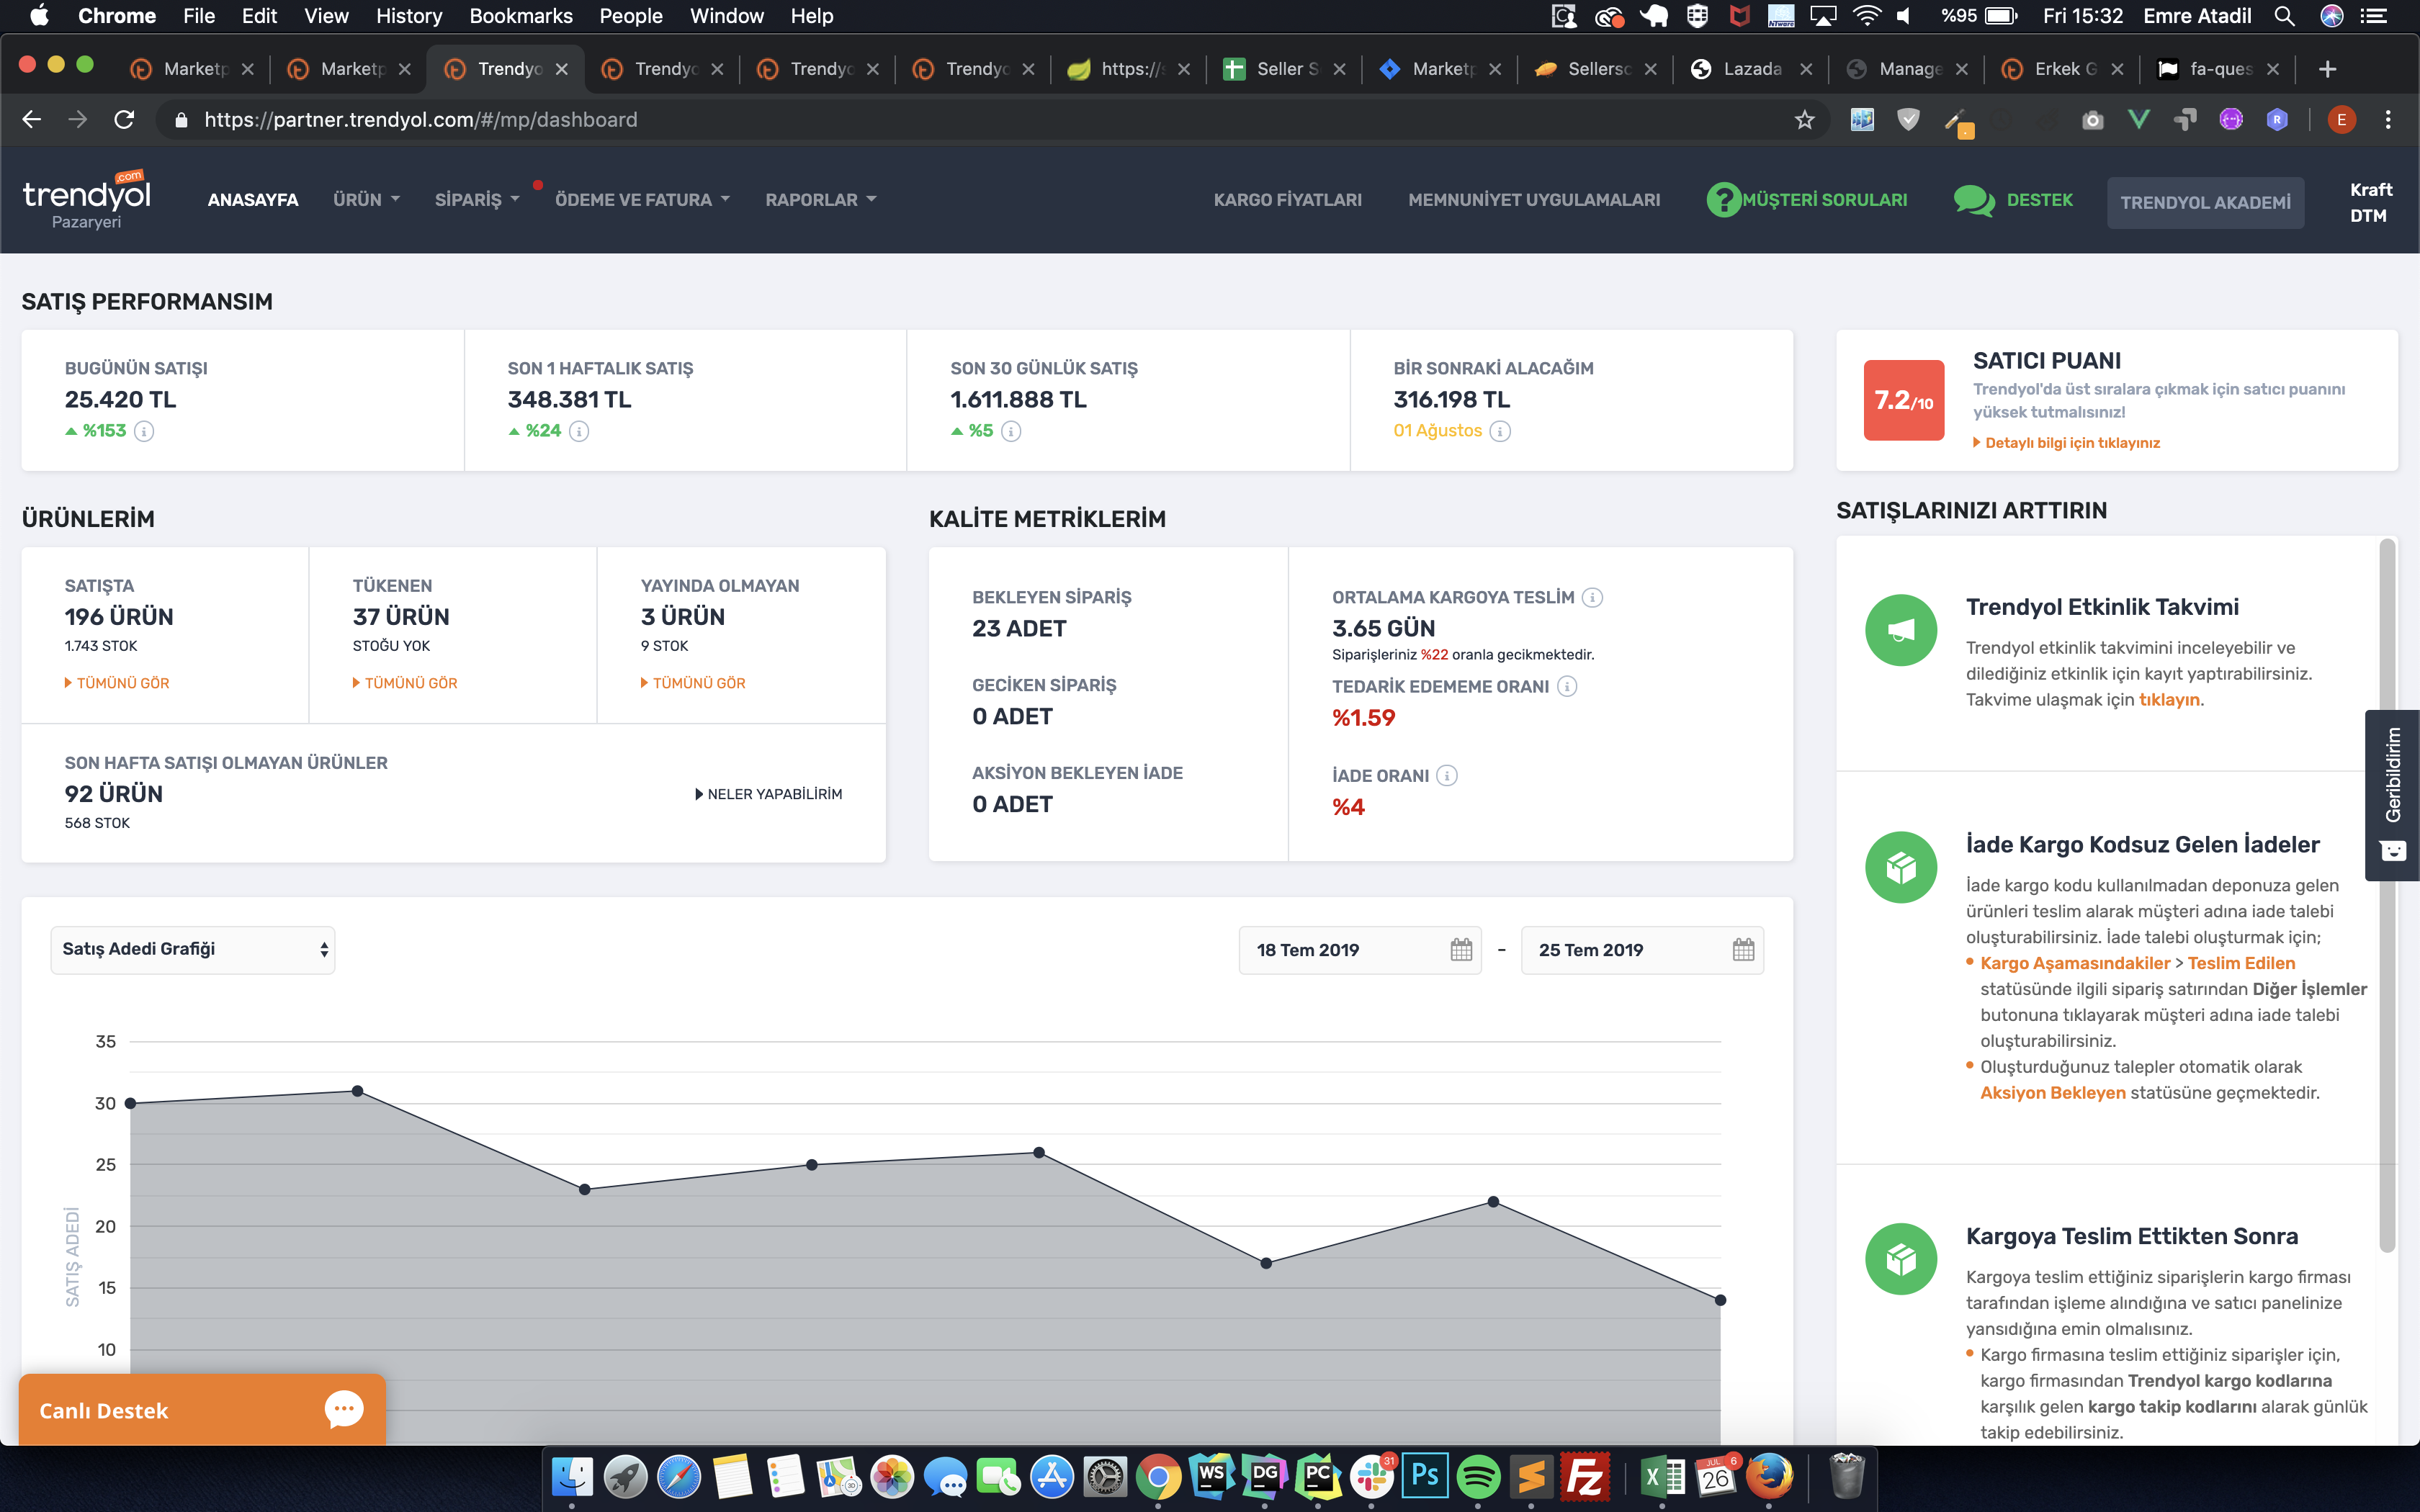 Chrome File Edit View History Bookmarks People Window Help %95 Fri 15:32 Emre Atadil
Marketp Marketp Trendyo Trendyo Trendyo Trendyo https://s Seller S Marketp Sellersc Lazada Manage Erkek G fa-ques
https://partner.trendyol.com/#/mp/dashboard E
trendyol .com
Pazaryeri
ANASAYFA ÜRÜN SİPARİŞ ÖDEME VE FATURA RAPORLAR KARGO FİYATLARI MEMNUNİYET UYGULAMALARI ? MÜŞTERİ SORULARI DESTEK TRENDYOL AKADEMİ Kraft
DTM
SATIŞ PERFORMANSIM
BUGÜNÜN SATIŞI
25.420 TL
%153
SON 1 HAFTALIK SATIŞ
348.381 TL
%24
SON 30 GÜNLÜK SATIŞ
1.611.888 TL
%5
BİR SONRAKİ ALACAĞIM
316.198 TL
01 Ağustos
7.2/10
SATICI PUANI
Trendyol'da üst sıralara çıkmak için satıcı puanını
yüksek tutmalısınız!
Detaylı bilgi için tıklayınız
ÜRÜNLERİM
SATIŞTA
196 ÜRÜN
1.743 STOK
TÜMÜNÜ GÖR
TÜKENEN
37 ÜRÜN
STOĞU YOK
TÜMÜNÜ GÖR
YAYINDA OLMAYAN
3 ÜRÜN
9 STOK
TÜMÜNÜ GÖR
SON HAFTA SATIŞI OLMAYAN ÜRÜNLER
92 ÜRÜN
568 STOK
NELER YAPABİLİRİM
KALİTE METRİKLERİM
BEKLEYEN SİPARİŞ
23 ADET
GECİKEN SİPARİŞ
0 ADET
AKSİYON BEKLEYEN İADE
0 ADET
ORTALAMA KARGOYA TESLİM
3.65 GÜN
Siparişleriniz %22 oranla gecikmektedir.
TEDARİK EDEMEME ORANI
%1.59
İADE ORANI
%4
SATIŞLARINIZI ARTTIRIN
Trendyol Etkinlik Takvimi
Trendyol etkinlik takvimini inceleyebilir ve
dilediğiniz etkinlik için kayıt yaptırabilirsiniz.
Takvime ulaşmak için tıklayın.
İade Kargo Kodsuz Gelen İadeler
İade kargo kodu kullanılmadan deponuza gelen
ürünleri teslim alarak müşteri adına iade talebi
oluşturabilirsiniz. İade talebi oluşturmak için;
Kargo Aşamasındakiler > Teslim Edilen
statüsünde ilgili sipariş satırından Diğer İşlemler
butonuna tıklayarak müşteri adına iade talebi
oluşturabilirsiniz.
Oluşturduğunuz talepler otomatik olarak
Aksiyon Bekleyen statüsüne geçmektedir.
Kargoya Teslim Ettikten Sonra
Kargoya teslim ettiğiniz siparişlerin kargo firması
tarafından işleme alındığına ve satıcı panelinize
yansıdığına emin olmalısınız.
Kargo firmasına teslim ettiğiniz siparişler için,
kargo firmasından Trendyol kargo kodlarına
karşılık gelen kargo takip kodlarını alarak günlük
takip edebilirsiniz.
Geribildirim
Satış Adedi Grafiği
18 Tem 2019 - 25 Tem 2019
35
30
25
20
15
10
SATIŞ ADEDİ
Canlı Destek
WS DG PC 31 Ps Fz X JUL 26 6